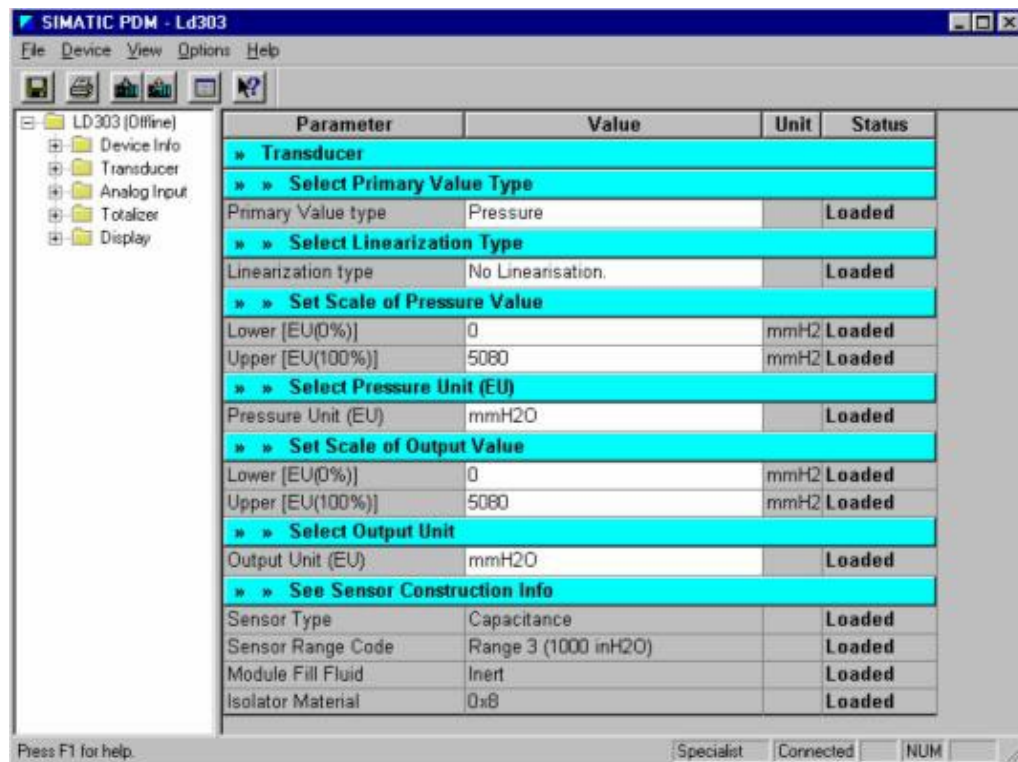 SIMATIC PDM - Ld303
File Device View Options Help
LD303 (Offline)
Device Info
Transducer
Analog Input
Totalizer
Display
Parameter Value Unit Status
» Transducer
» » Select Primary Value Type
Primary Value type Pressure Loaded
» » Select Linearization Type
Linearization type No Linearisation. Loaded
» » Set Scale of Pressure Value
Lower [EU(0%)] 0 mmH2 Loaded
Upper [EU(100%)] 5080 mmH2 Loaded
» » Select Pressure Unit (EU)
Pressure Unit (EU) mmH2O Loaded
» » Set Scale of Output Value
Lower [EU(0%)] 0 mmH2 Loaded
Upper [EU(100%)] 5080 mmH2 Loaded
» » Select Output Unit
Output Unit (EU) mmH2O Loaded
» » See Sensor Construction Info
Sensor Type Capacitance Loaded
Sensor Range Code Range 3 (1000 inH2O) Loaded
Module Fill Fluid Inert Loaded
Isolator Material 0x8 Loaded
Press F1 for help. Specialist Connected NUM